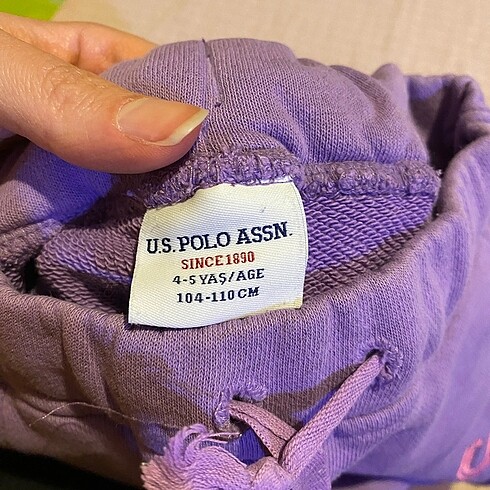 U.S. POLO ASSN.
SINCE 1890
4-5 YAŞ/AGE
104-110 CM